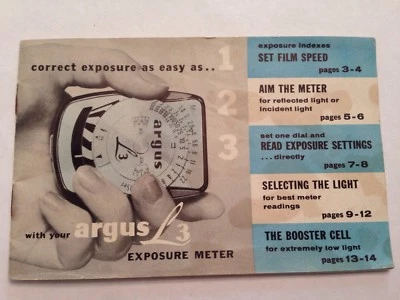 correct exposure as easy as..
1
2
3
argus
L3
with your argus L3
EXPOSURE METER
exposure indexes
SET FILM SPEED
pages 3-4
AIM THE METER
for reflected light or
incident light
pages 5-6
set one dial and
READ EXPOSURE SETTINGS
...directly
pages 7-8
SELECTING THE LIGHT
for best meter
readings
pages 9-12
THE BOOSTER CELL
for extremely low light
pages 13-14